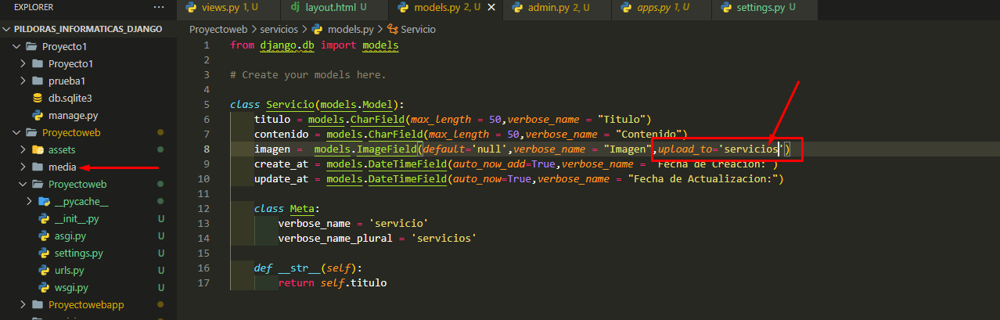 EXPLORER ...
views.py 1, U
layout.html U
models.py 2, U
admin.py 2, U
apps.py 1, U
settings.py U
PILDORAS_INFORMATICAS_DJANGO
Proyecto1
Proyecto1
prueba1
db.sqlite3
manage.py
Proyectoweb
assets
media
Proyectoweb
__pycache__
__init__.py U
asgi.py U
settings.py U
urls.py U
wsgi.py U
Proyectowebapp
Proyectoweb > servicios > models.py > Servicio
1 from django.db import models
2
3 # Create your models here.
4
5 class Servicio(models.Model):
6 titulo = models.CharField(max_length = 50,verbose_name = "Titulo")
7 contenido = models.CharField(max_length = 50,verbose_name = "Contenido")
8 imagen = models.ImageField(default='null',verbose_name = "Imagen",upload_to='servicios')
9 create_at = models.DateTimeField(auto_now_add=True,verbose_name = "Fecha de Creacion:")
10 update_at = models.DateTimeField(auto_now=True,verbose_name = "Fecha de Actualizacion:")
11
12 class Meta:
13 verbose_name = 'servicio'
14 verbose_name_plural = 'servicios'
15
16 def __str__(self):
17 return self.titulo